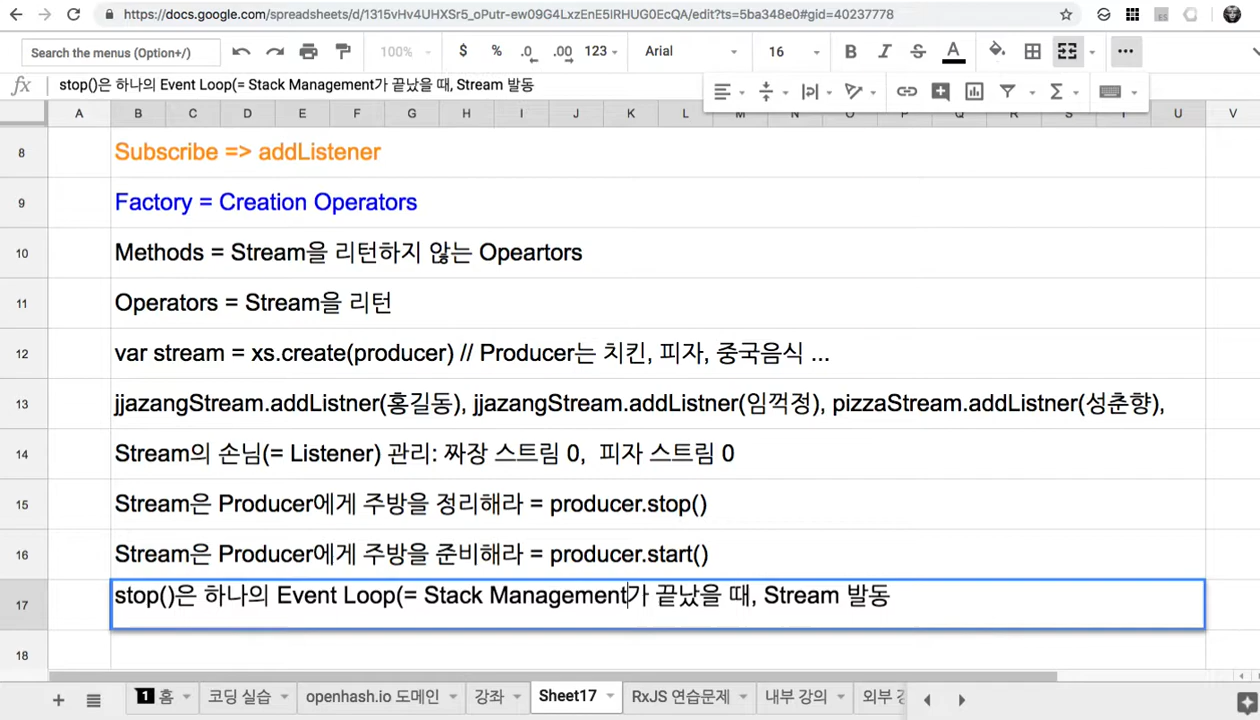 https://docs.google.com/spreadsheets/d/1315vHv4UHXSr5_oPutr-ew09G4LxzEnE5lRHUG0EcQA/edit?ts=5ba348e0#gid=40237778
Search the menus (Option+/) 100% $ % .0 .00 123 Arial 16 B I S A
fx stop()은 하나의 Event Loop(= Stack Management가 끝났을 때, Stream 발동
A B C D E F G H I J K L M N O P Q R S T U V
8 Subscribe => addListener
9 Factory = Creation Operators
10 Methods = Stream을 리턴하지 않는 Opeartors
11 Operators = Stream을 리턴
12 var stream = xs.create(producer) // Producer는 치킨, 피자, 중국음식 ...
13 jjazangStream.addListner(홍길동), jjazangStream.addListner(임꺽정), pizzaStream.addListner(성춘향),
14 Stream의 손님(= Listener) 관리: 짜장 스트림 0, 피자 스트림 0
15 Stream은 Producer에게 주방을 정리해라 = producer.stop()
16 Stream은 Producer에게 주방을 준비해라 = producer.start()
17 stop()은 하나의 Event Loop(= Stack Management가 끝났을 때, Stream 발동
18
1 홈 코딩 실습 openhash.io 도메인 강좌 Sheet17 RxJS 연습문제 내부 강의 외부